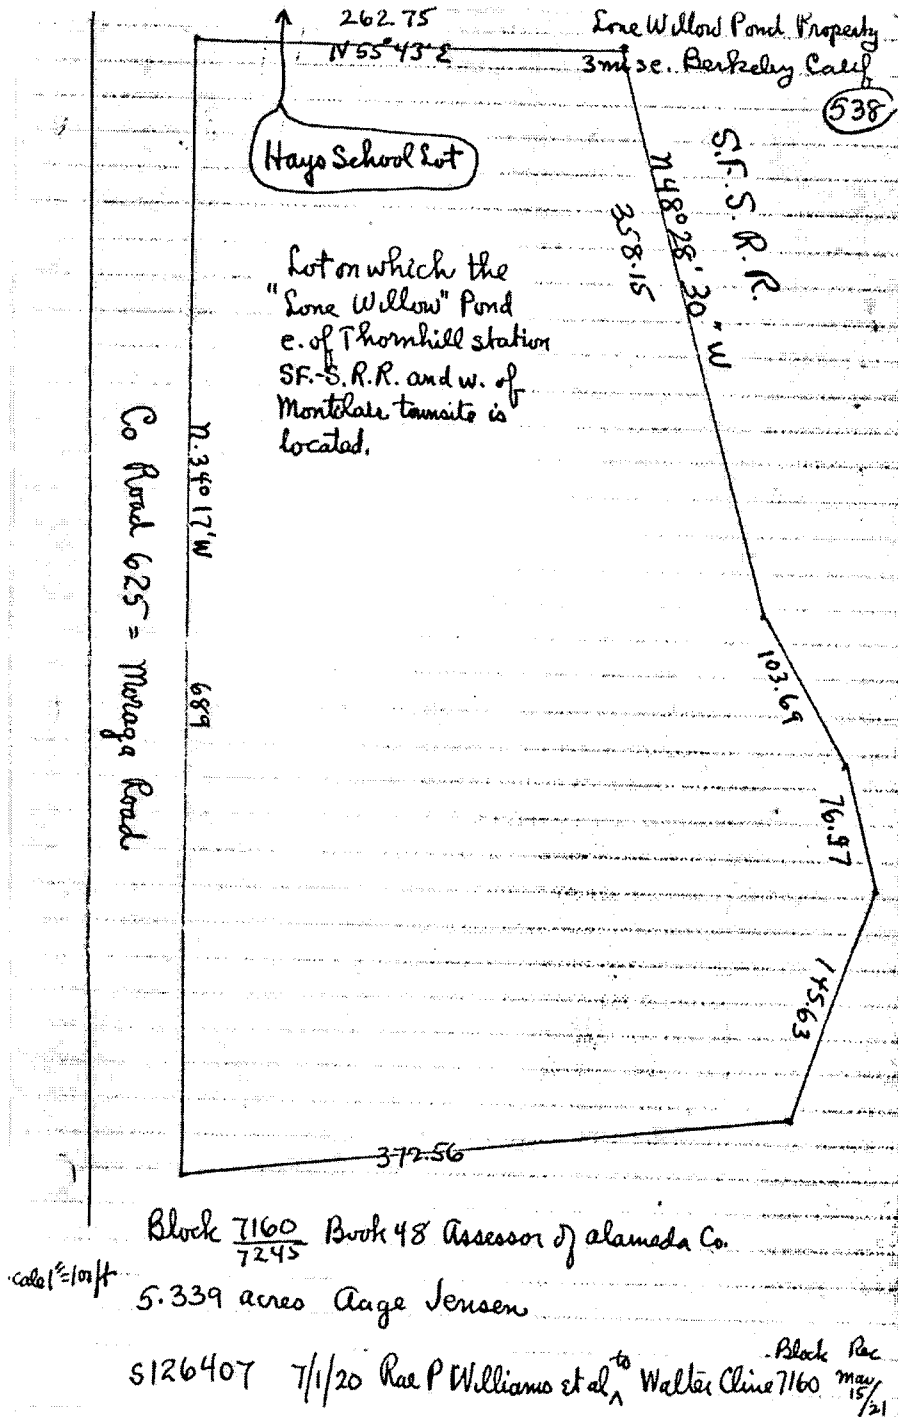 262.75
N 55°43' E
Lone Willow Pond Property
3 mi se. Berkeley Calif
538
Hays School Lot
S.F. S. R. R.
N 48° 28' 30" W
358.15
Lot on which the
"Lone Willow" Pond
e. of Thornhill station
SF.-S.R.R. and w. of
Montclair townsite is
located.
Co Road 625 = Moraga Road
N. 34° 17' W
689
103.69
76.97
145.63
372.56
Block 7160/7245 Book 48 Assessor of Alameda Co.
cale 1"=100 ft
5.339 acres Aage Jensen
S126407 7/1/20 Rae P Williams et al ^to Walter Cline Block 7160 Rec May 15/21